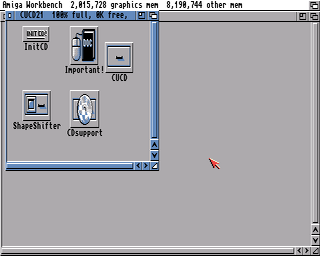 Amiga Workbench 2,015,728 graphics mem 8,190,744 other mem
CUCD21 100% full, 0K free,
INITCD!
InitCD
DOC
Important!
CUCD
ShapeShifter
CDsupport